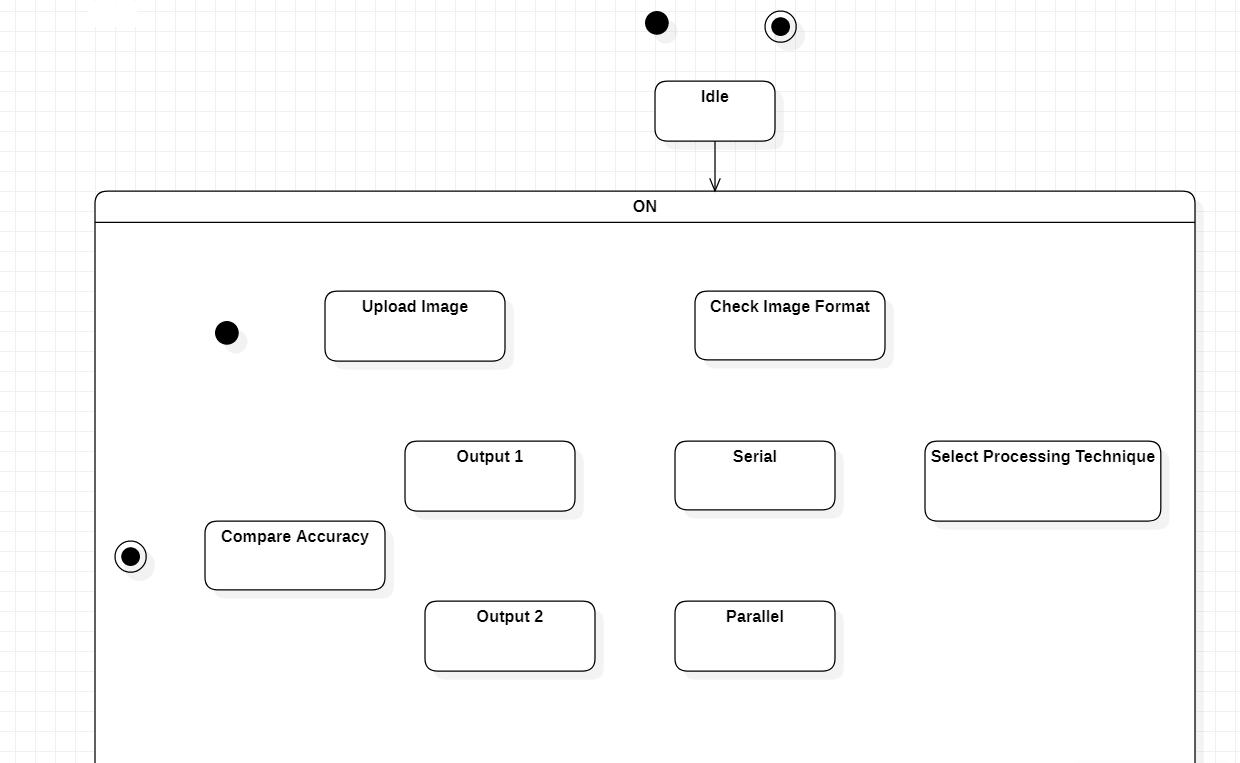 Idle
ON
Upload Image
Check Image Format
Output 1
Serial
Select Processing Technique
Compare Accuracy
Output 2
Parallel